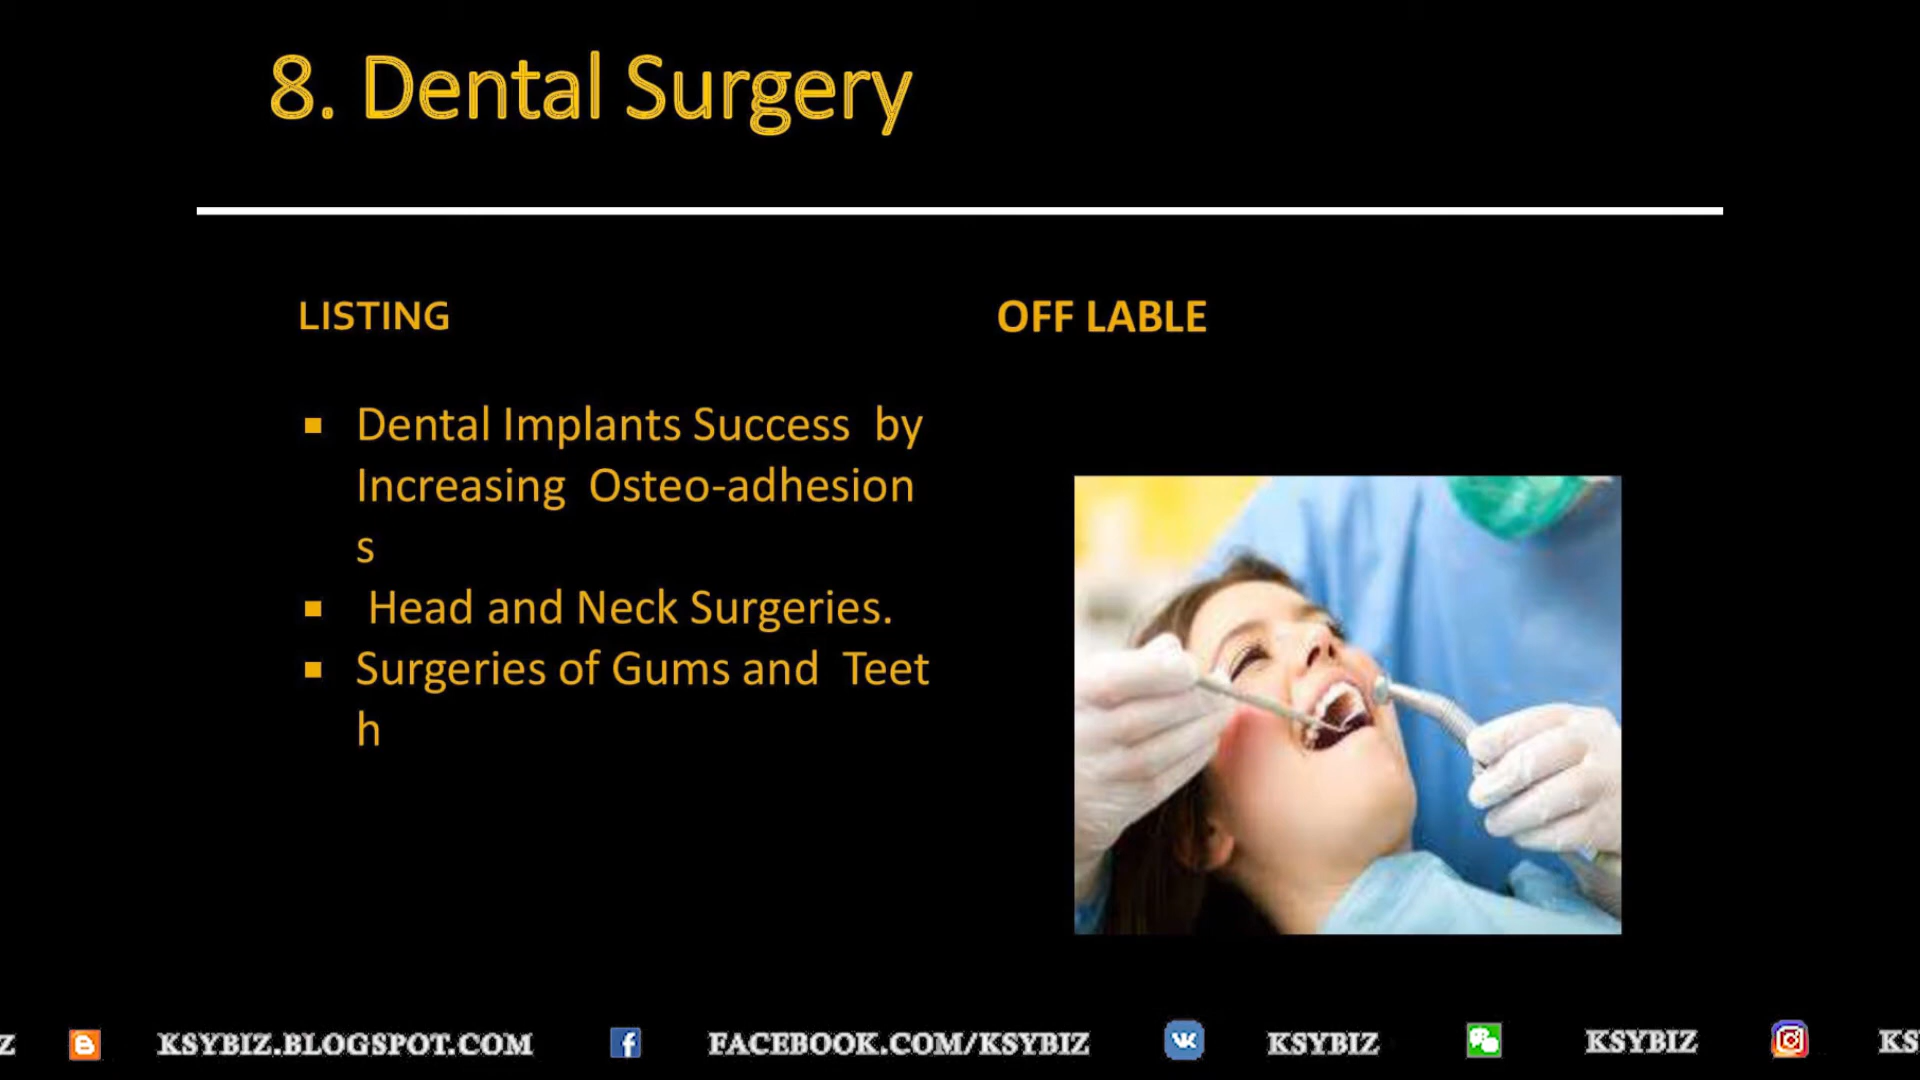 8. Dental Surgery
LISTING
OFF LABLE
Dental Implants Success by
Increasing Osteo-adhesion
s
Head and Neck Surgeries.
Surgeries of Gums and Teet
h
Z KSYBIZ.BLOGSPOT.COM FACEBOOK.COM/KSYBIZ KSYBIZ KSYBIZ KS